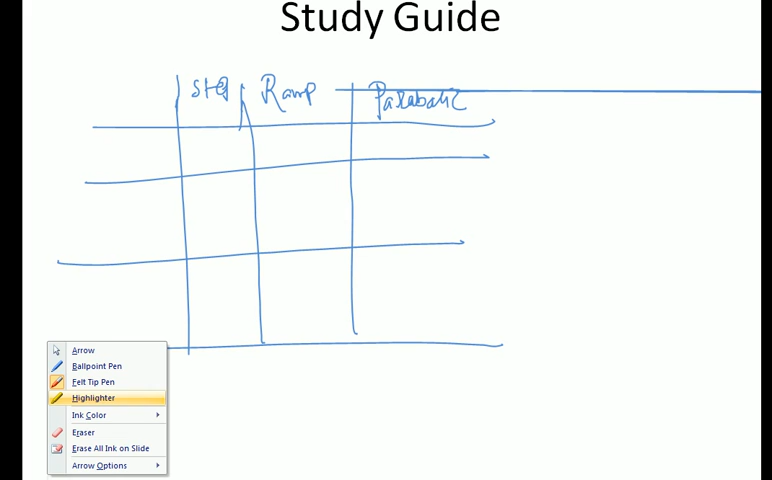 Study Guide
Step Ramp Parabolic
Arrow
Ballpoint Pen
Felt Tip Pen
Highlighter
Ink Color
Eraser
Erase All Ink on Slide
Arrow Options